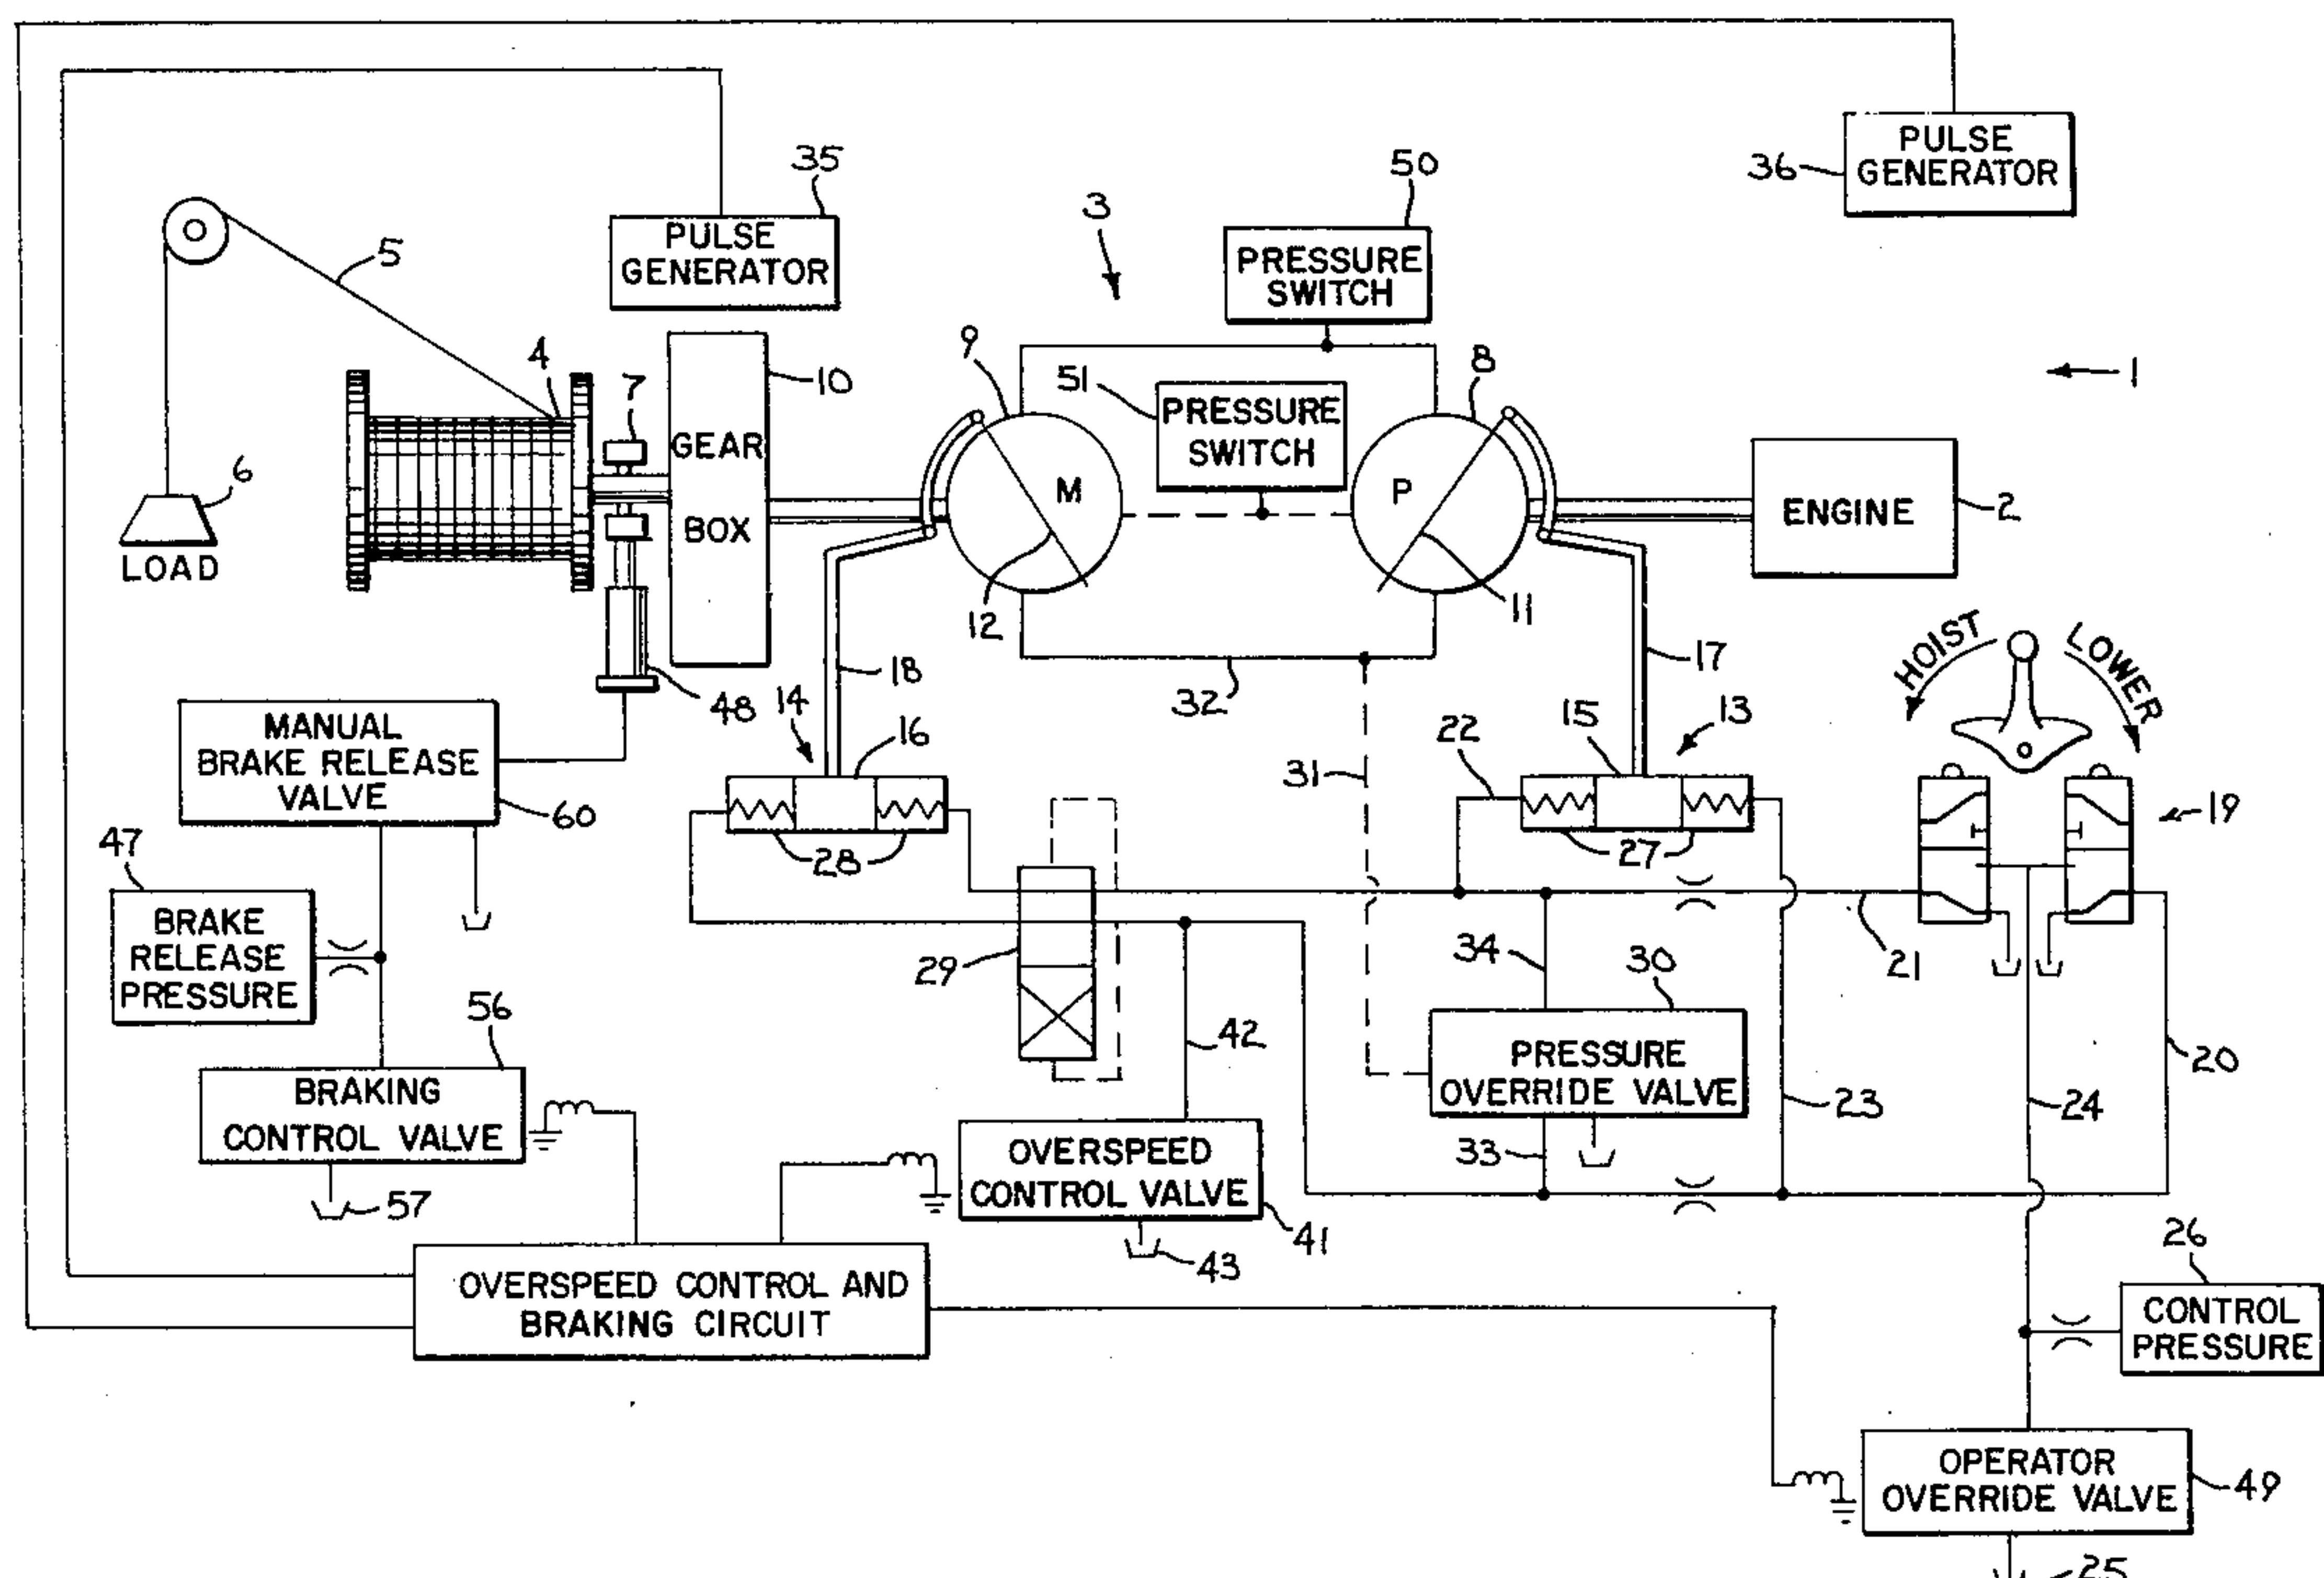 PULSE
GENERATOR
36
35
PULSE
GENERATOR
3
50
PRESSURE
SWITCH
5
4
7
10
9
51
PRESSURE
SWITCH
8
1
6
LOAD
GEAR
BOX
M
P
ENGINE
2
12
11
18
17
32
HOIST
LOWER
48
14
16
28
31
22
15
13
27
19
MANUAL
BRAKE RELEASE
VALVE
60
47
BRAKE
RELEASE
PRESSURE
29
34
30
21
56
BRAKING
CONTROL VALVE
57
42
PRESSURE
OVERRIDE VALVE
33
23
24
20
OVERSPEED
CONTROL VALVE
41
43
OVERSPEED CONTROL AND
BRAKING CIRCUIT
26
CONTROL
PRESSURE
OPERATOR
OVERRIDE VALVE
49
25